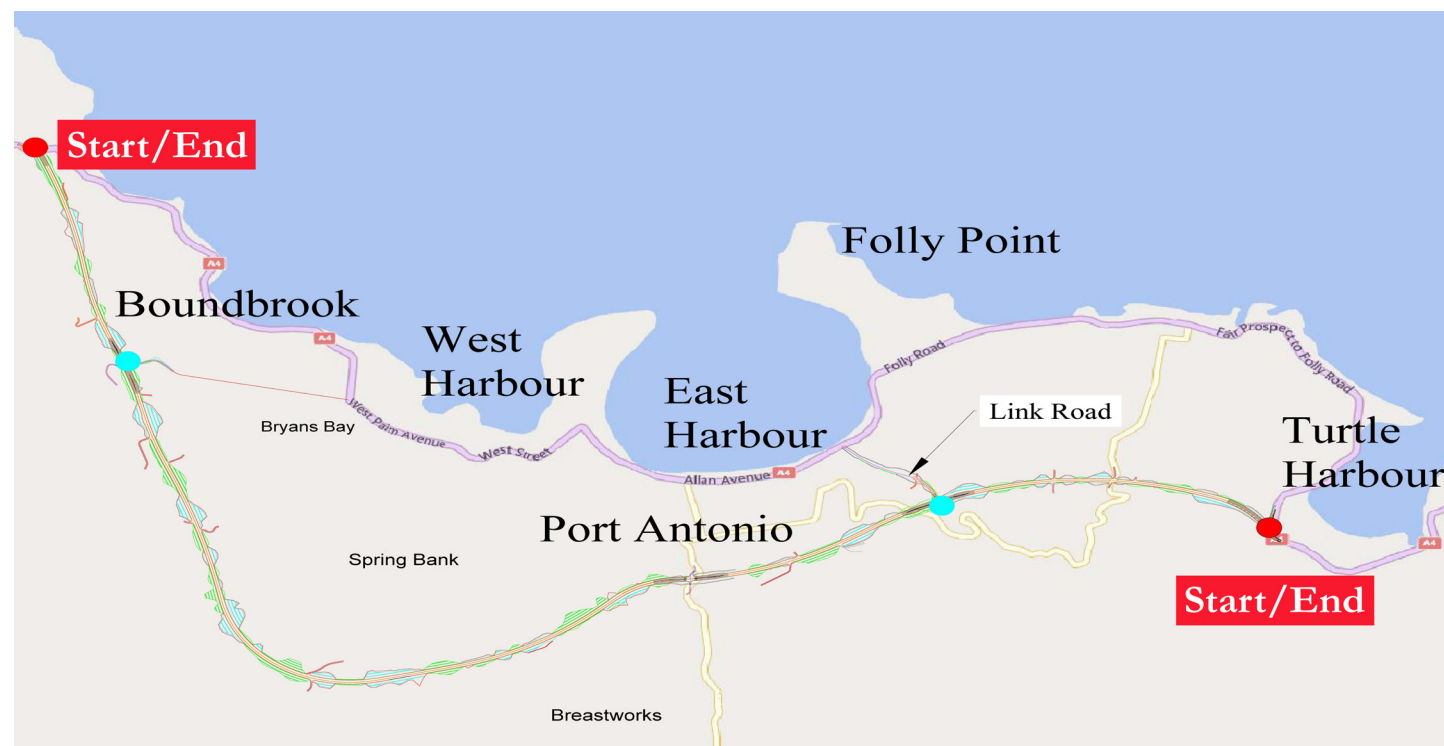 Start/End
A4
Folly Point
Boundbrook
A4
West
Harbour
Fair Prospect to Folly Road
Folly Road
East
Harbour
Link Road
West Palm Avenue
Bryans Bay
West Street
Turtle
Harbour
Allan Avenue
A4
Port Antonio
A4
A4
Spring Bank
Start/End
Breastworks